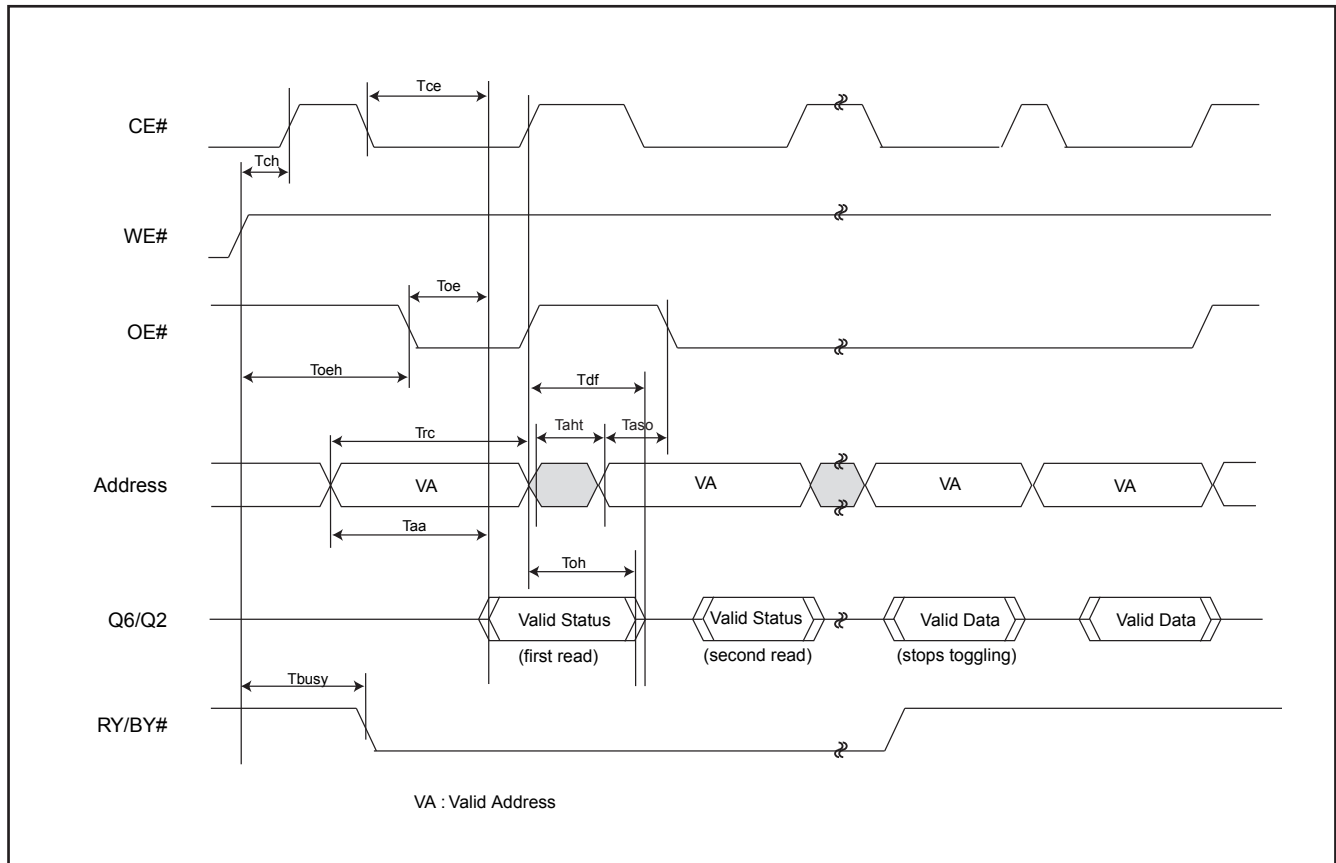 Tce
CE#
Tch
WE#
Toe
OE#
Toeh
Tdf
Taht
Taso
Trc
Address
VA
VA
VA
VA
Taa
Toh
Q6/Q2
Valid Status
Valid Status
Valid Data
Valid Data
(first read)
(second read)
(stops toggling)
Tbusy
RY/BY#
VA : Valid Address